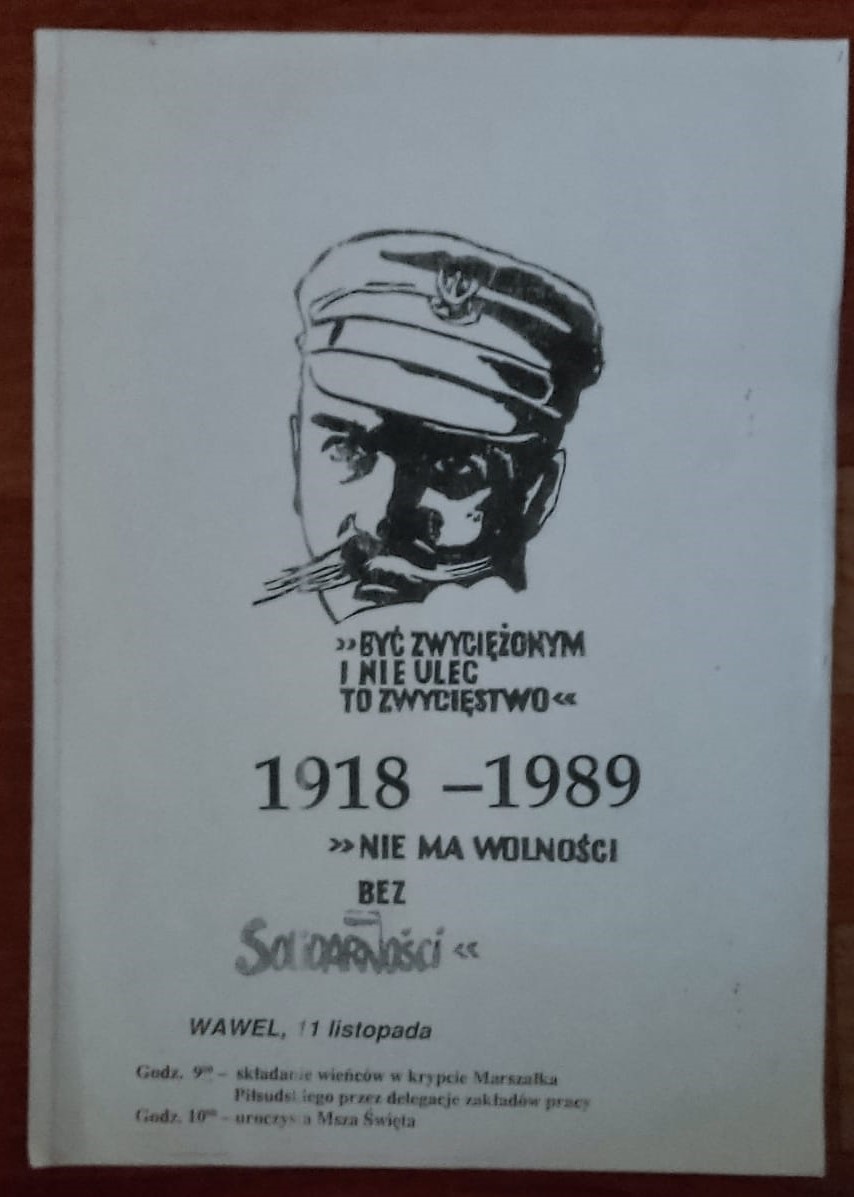 »BYĆ ZWYCIĘŻONYM
I NIE ULEC
TO ZWYCIĘSTWO«
1918 –1989
»NIE MA WOLNOŚCI
BEZ
SOLIDARNOŚCI«
WAWEL, 11 listopada
Godz. 9⁰⁰ – składanie wieńców w krypcie Marszałka
Piłsudskiego przez delegacje zakładów pracy
Godz. 10⁰⁰ – uroczysta Msza Święta